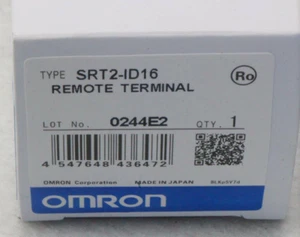 TYPE SRT2-ID16 Ro
REMOTE TERMINAL
LOT No. 0244E2 QTY. 1
4 547648 436472
OMRON Corporation MADE IN JAPAN
OMRON